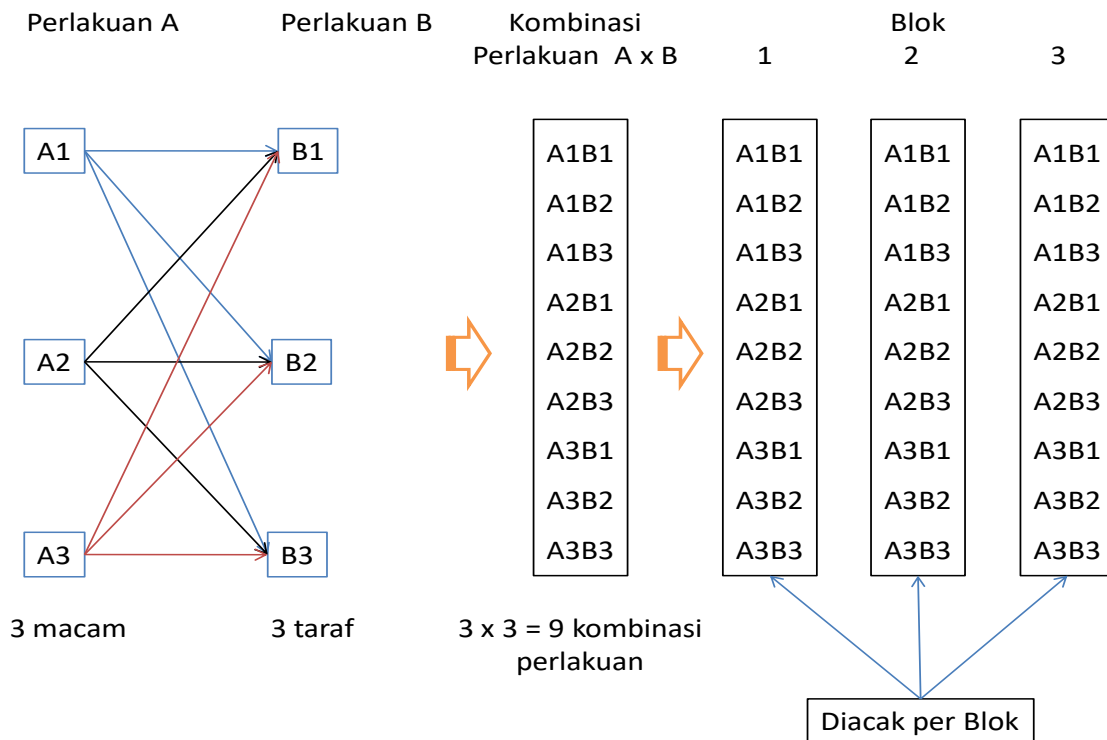 Perlakuan A
Perlakuan B
Kombinasi
Perlakuan A x B
Blok
1 2 3
A1
A2
A3
3 macam
B1
B2
B3
3 taraf
A1B1
A1B2
A1B3
A2B1
A2B2
A2B3
A3B1
A3B2
A3B3
3 x 3 = 9 kombinasi
perlakuan
A1B1
A1B2
A1B3
A2B1
A2B2
A2B3
A3B1
A3B2
A3B3
A1B1
A1B2
A1B3
A2B1
A2B2
A2B3
A3B1
A3B2
A3B3
A1B1
A1B2
A1B3
A2B1
A2B2
A2B3
A3B1
A3B2
A3B3
Diacak per Blok